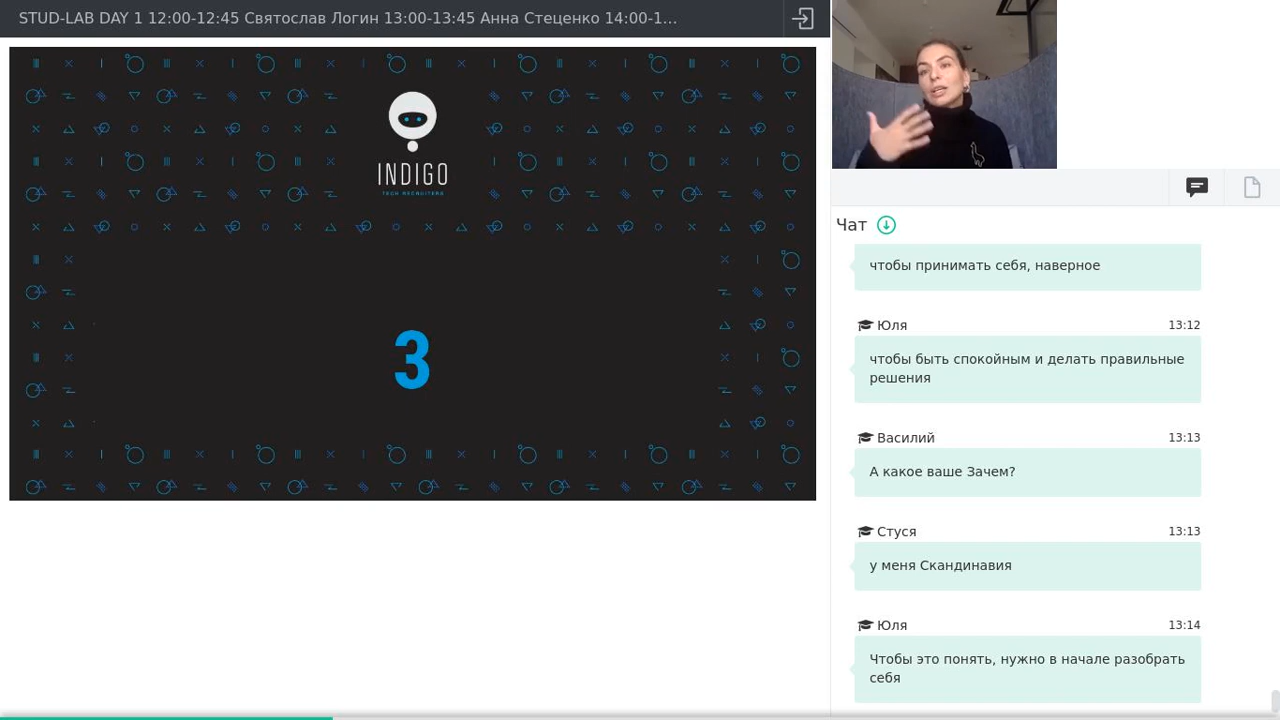 STUD-LAB DAY 1 12:00-12:45 Святослав Логин 13:00-13:45 Анна Стеценко 14:00-1...
INDIGO
TECH RECRUITERS
3
Чат
чтобы принимать себя, наверное
Юля 13:12
чтобы быть спокойным и делать правильные
решения
Василий 13:13
А какое ваше Зачем?
Стуся 13:13
у меня Скандинавия
Юля 13:14
Чтобы это понять, нужно в начале разобрать
себя